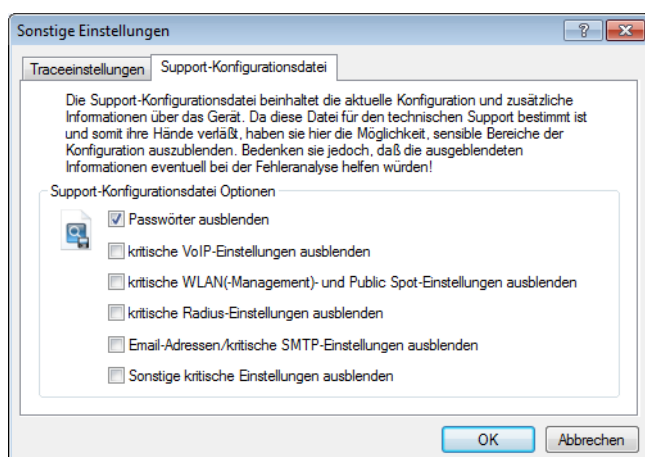 Sonstige Einstellungen
Traceeinstellungen
Support-Konfigurationsdatei
Die Support-Konfigurationsdatei beinhaltet die aktuelle Konfiguration und zusätzliche
Informationen über das Gerät. Da diese Datei für den technischen Support bestimmt ist
und somit ihre Hände verläßt, haben sie hier die Möglichkeit, sensible Bereiche der
Konfiguration auszublenden. Bedenken sie jedoch, daß die ausgeblendeten
Informationen eventuell bei der Fehleranalyse helfen würden!
Support-Konfigurationsdatei Optionen
Passwörter ausblenden
kritische VoIP-Einstellungen ausblenden
kritische WLAN(-Management)- und Public Spot-Einstellungen ausblenden
kritische Radius-Einstellungen ausblenden
Email-Adressen/kritische SMTP-Einstellungen ausblenden
Sonstige kritische Einstellungen ausblenden
OK
Abbrechen